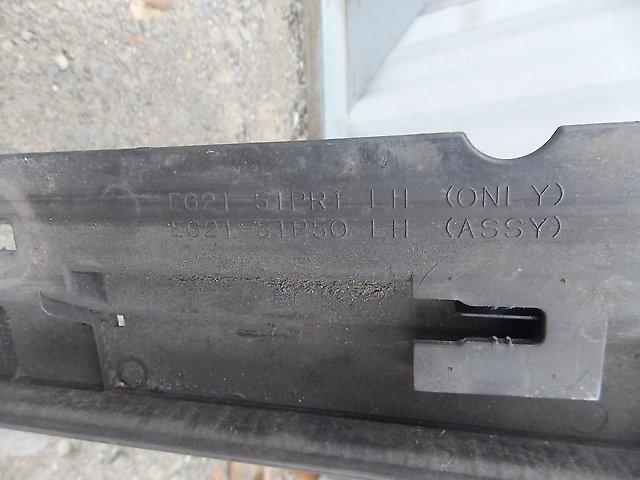 EG21-51PR1 LH (ONLY)
EG21-51P50 LH (ASSY)